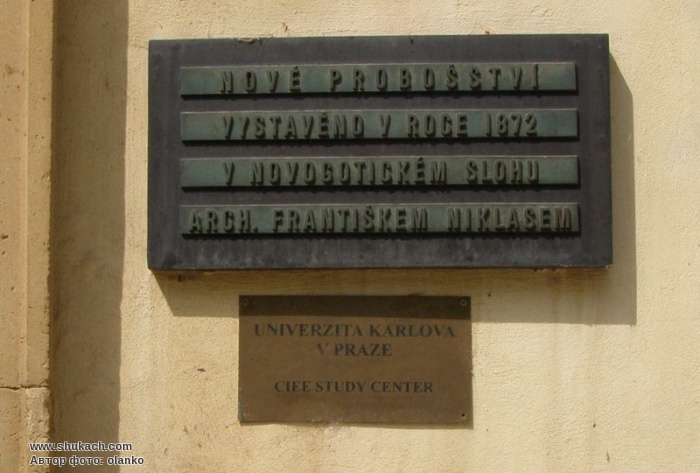 NOVÉ PROBOŠSTVÍ
VYSTAVĚNO V ROCE 1872
V NOVOGOTICKÉM SLOHU
ARCH. FRANTIŠKEM NIKLASEM
UNIVERZITA KARLOVA
V PRAZE
CIEE STUDY CENTER
www.shukach.com
Автор фото: olanko